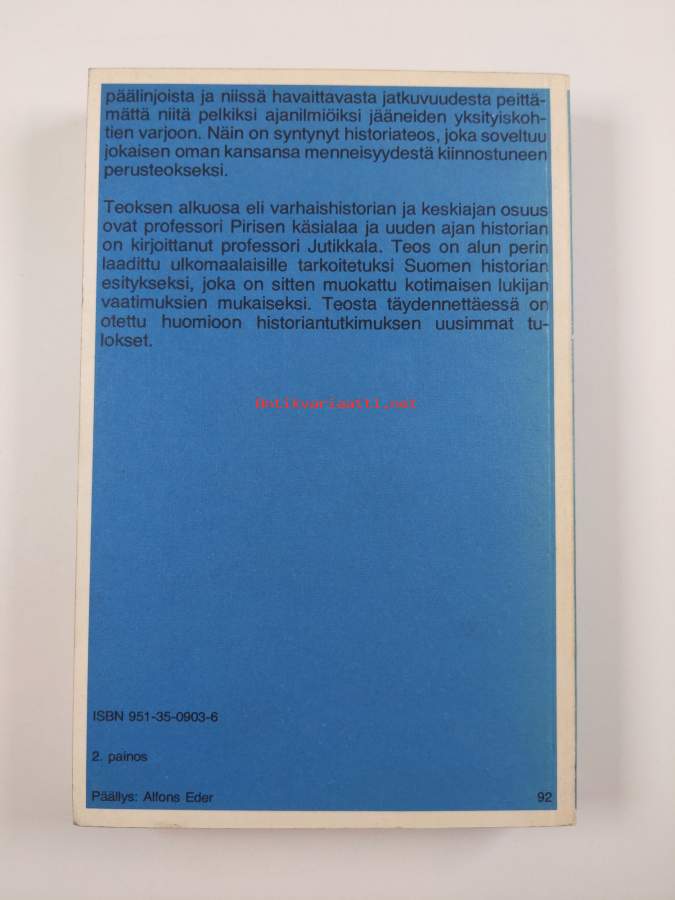 päälinjoista ja niissä havaittavasta jatkuvuudesta peittä-
mättä niitä pelkiksi ajanilmiöiksi jääneiden yksityiskoh-
tien varjoon. Näin on syntynyt historiateos, joka soveltuu
jokaisen oman kansansa menneisyydestä kiinnostuneen
perusteokseksi.
Teoksen alkuosa eli varhaishistorian ja keskiajan osuus
ovat professori Pirisen käsialaa ja uuden ajan historian
on kirjoittanut professori Jutikkala. Teos on alun perin
laadittu ulkomaalaisille tarkoitetuksi Suomen historian
esitykseksi, joka on sitten muokattu kotimaisen lukijan
vaatimuksien mukaiseksi. Teosta täydennettäessä on
otettu huomioon historiantutkimuksen uusimmat tu-
lokset.
Antikvariaatti.net
ISBN 951-35-0903-6
2. painos
Päällys: Alfons Eder 92